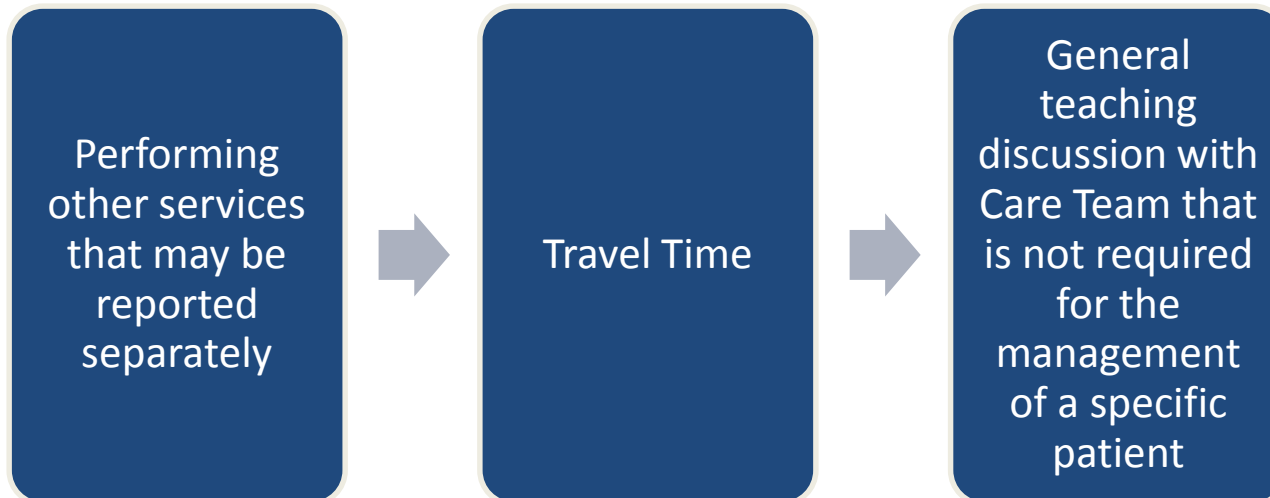 Performing
other services
that may be
reported
separately
Travel Time
General
teaching
discussion with
Care Team that
is not required
for the
management
of a specific
patient